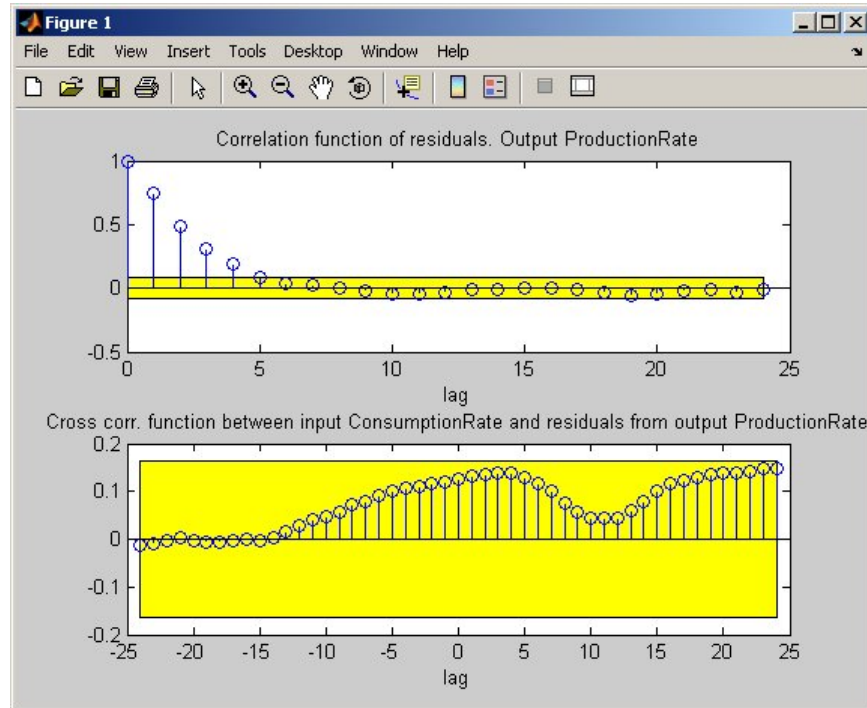 Figure 1
File Edit View Insert Tools Desktop Window Help
Correlation function of residuals. Output ProductionRate
1
0.5
0
-0.5
0 5 10 15 20 25
lag
Cross corr. function between input ConsumptionRate and residuals from output ProductionRate
0.2
0.1
0
-0.1
-0.2
-25 -20 -15 -10 -5 0 5 10 15 20 25
lag